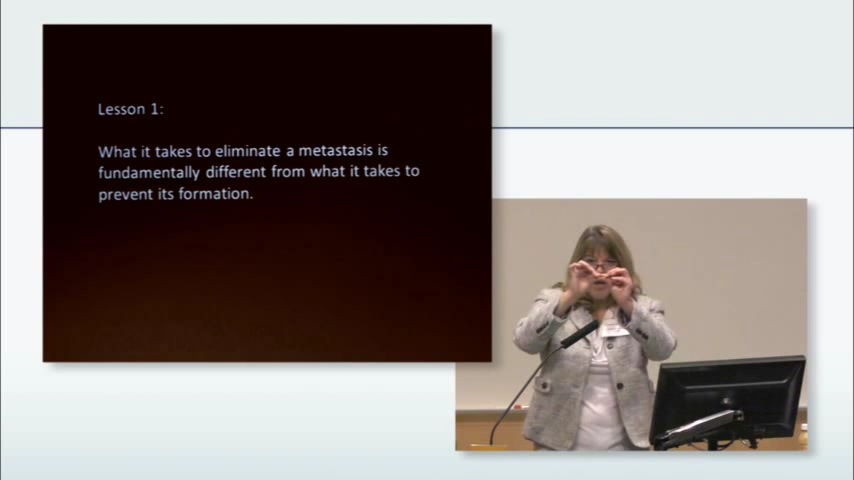 Lesson 1:
What it takes to eliminate a metastasis is
fundamentally different from what it takes to
prevent its formation.